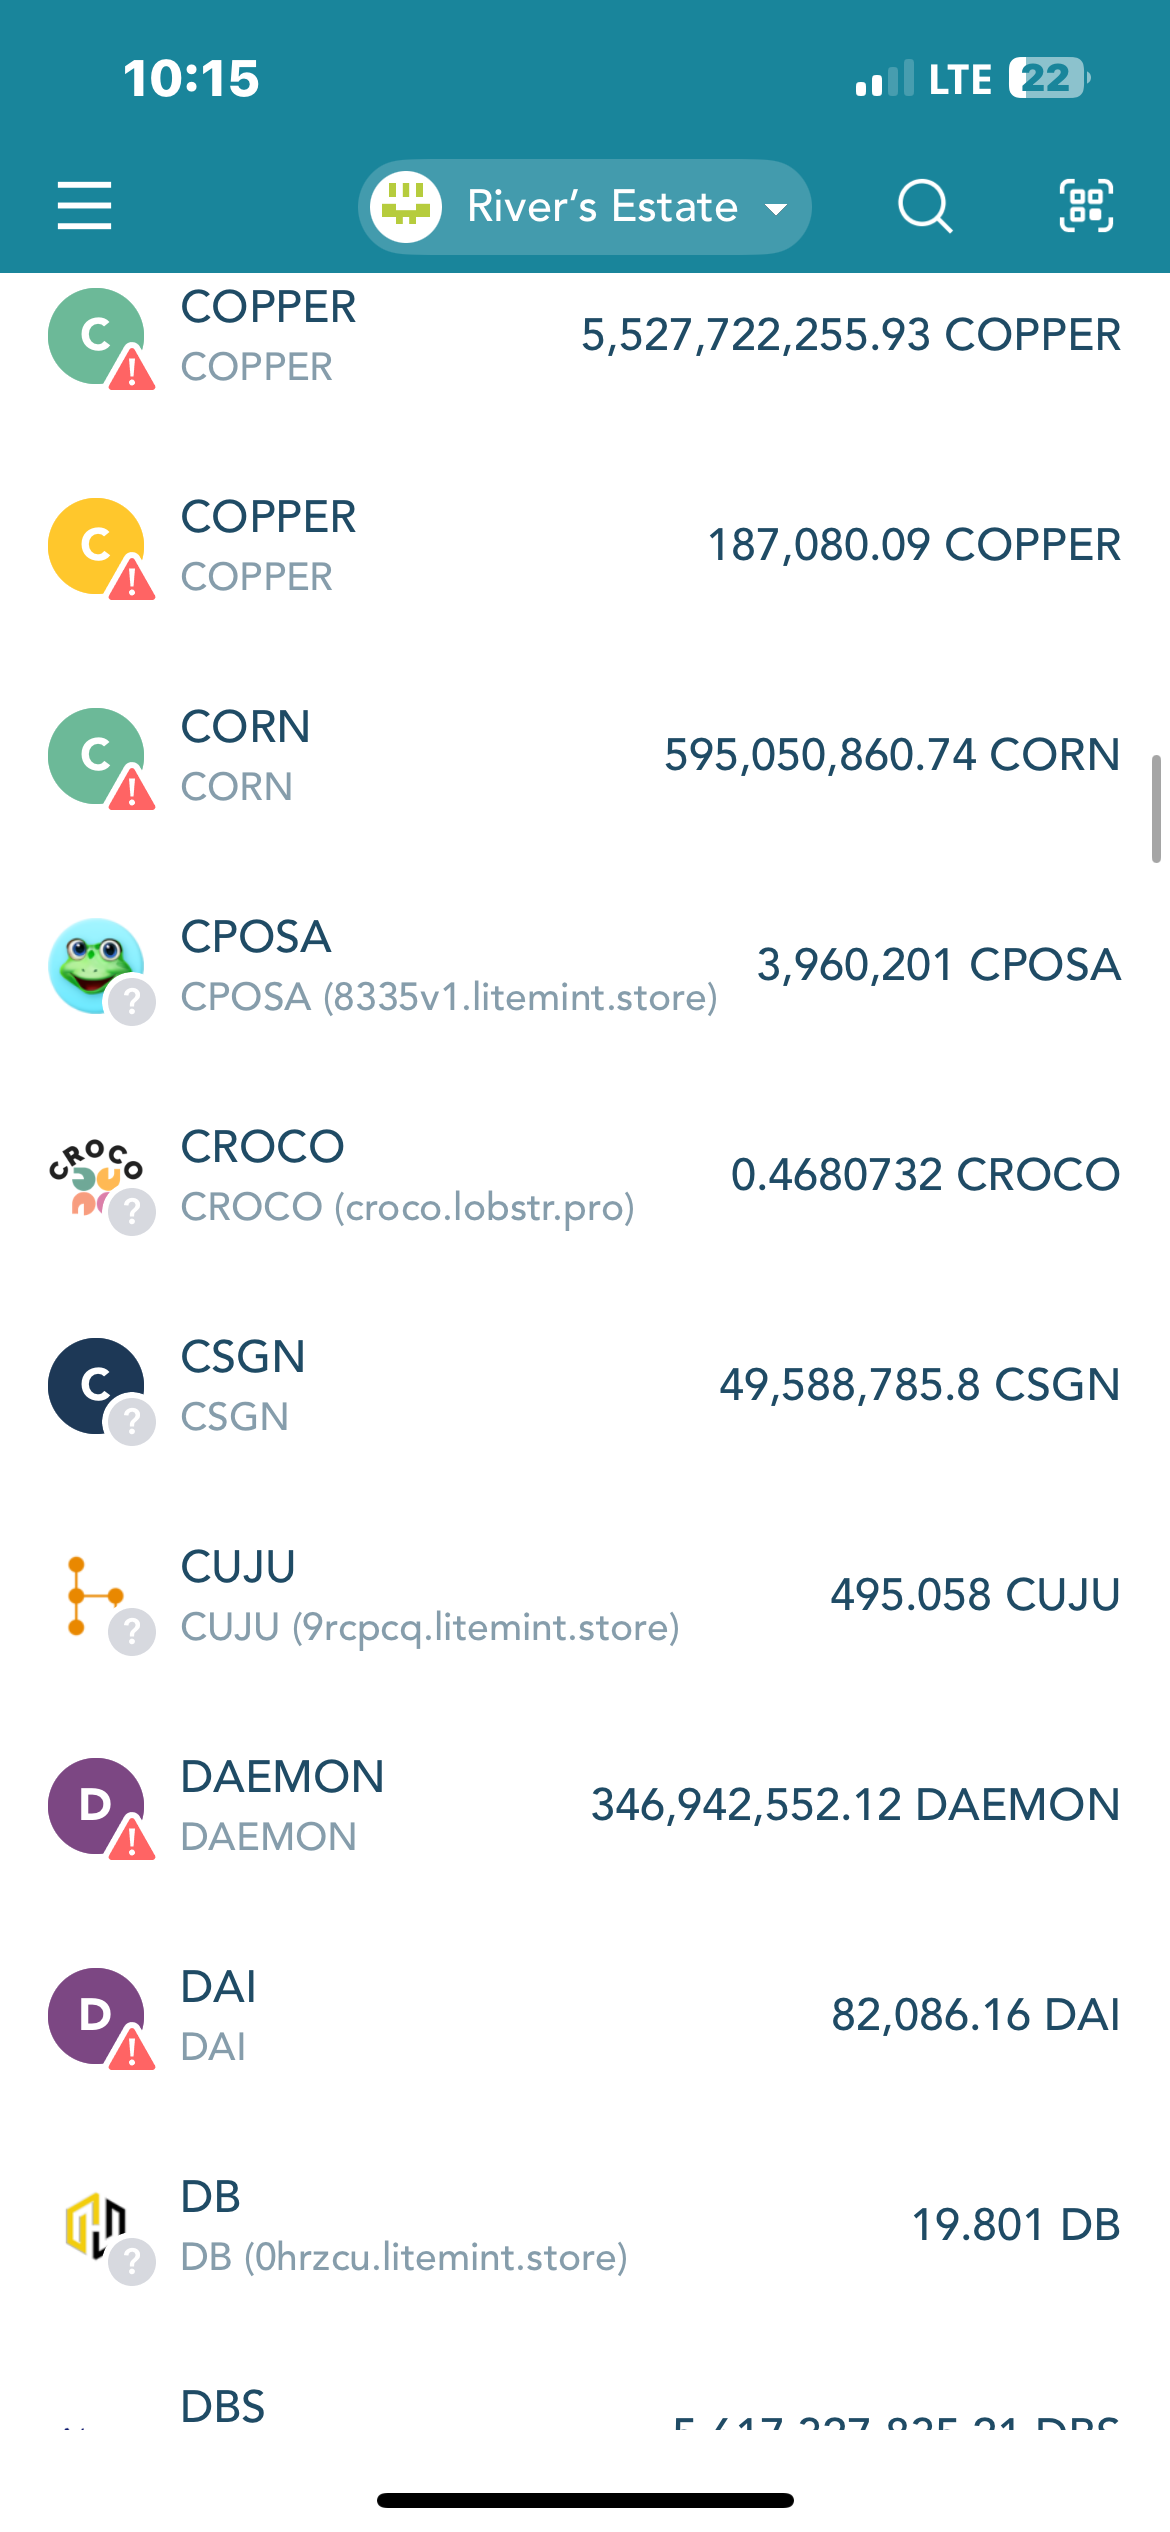 10:15
LTE 22
River's Estate
C
COPPER
5,527,722,255.93 COPPER
COPPER
C
COPPER
187,080.09 COPPER
COPPER
C
CORN
595,050,860.74 CORN
CORN
CPOSA
3,960,201 CPOSA
?
CPOSA (8335v1.litemint.store)
CROCO
CROCO
0.4680732 CROCO
?
CROCO (croco.lobstr.pro)
C
CSGN
49,588,785.8 CSGN
?
CSGN
CUJU
495.058 CUJU
?
CUJU (9rcpcq.litemint.store)
D
DAEMON
346,942,552.12 DAEMON
DAEMON
D
DAI
82,086.16 DAI
DAI
DB
19.801 DB
?
DB (0hrzcu.litemint.store)
DBS
DBS